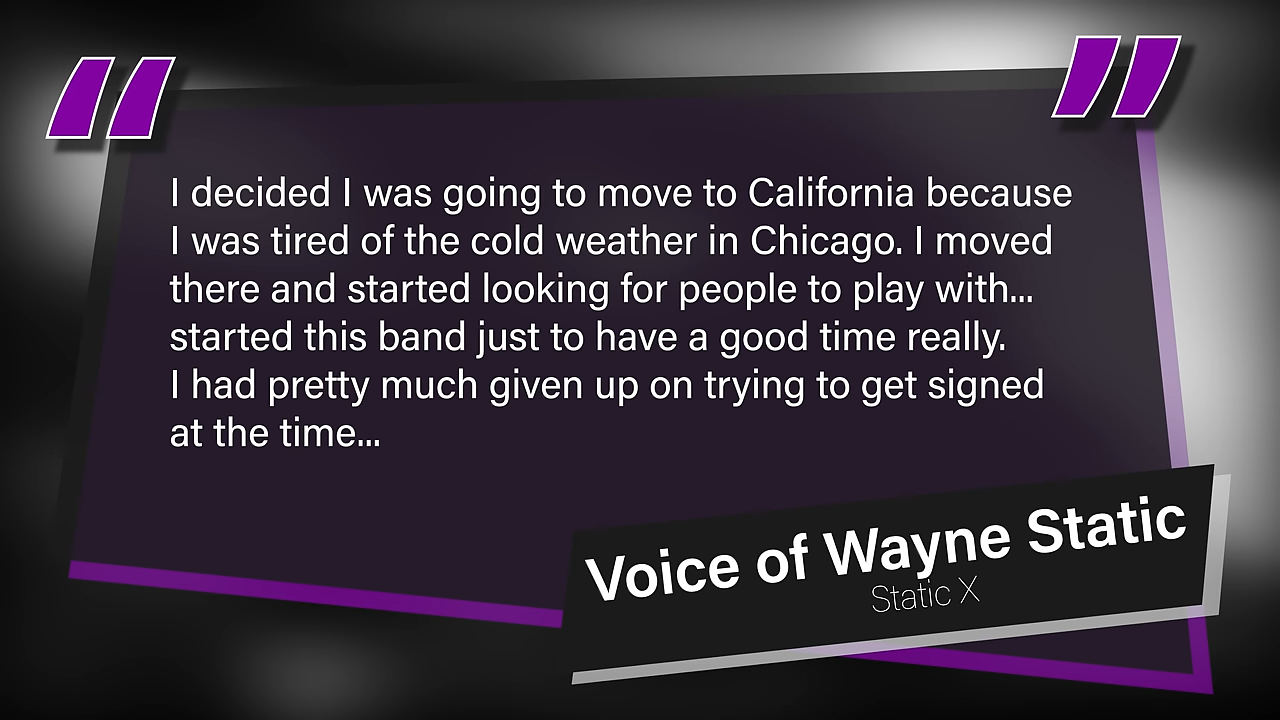 “ ”
I decided I was going to move to California because
I was tired of the cold weather in Chicago. I moved
there and started looking for people to play with...
started this band just to have a good time really.
I had pretty much given up on trying to get signed
at the time...
Voice of Wayne Static
Static X